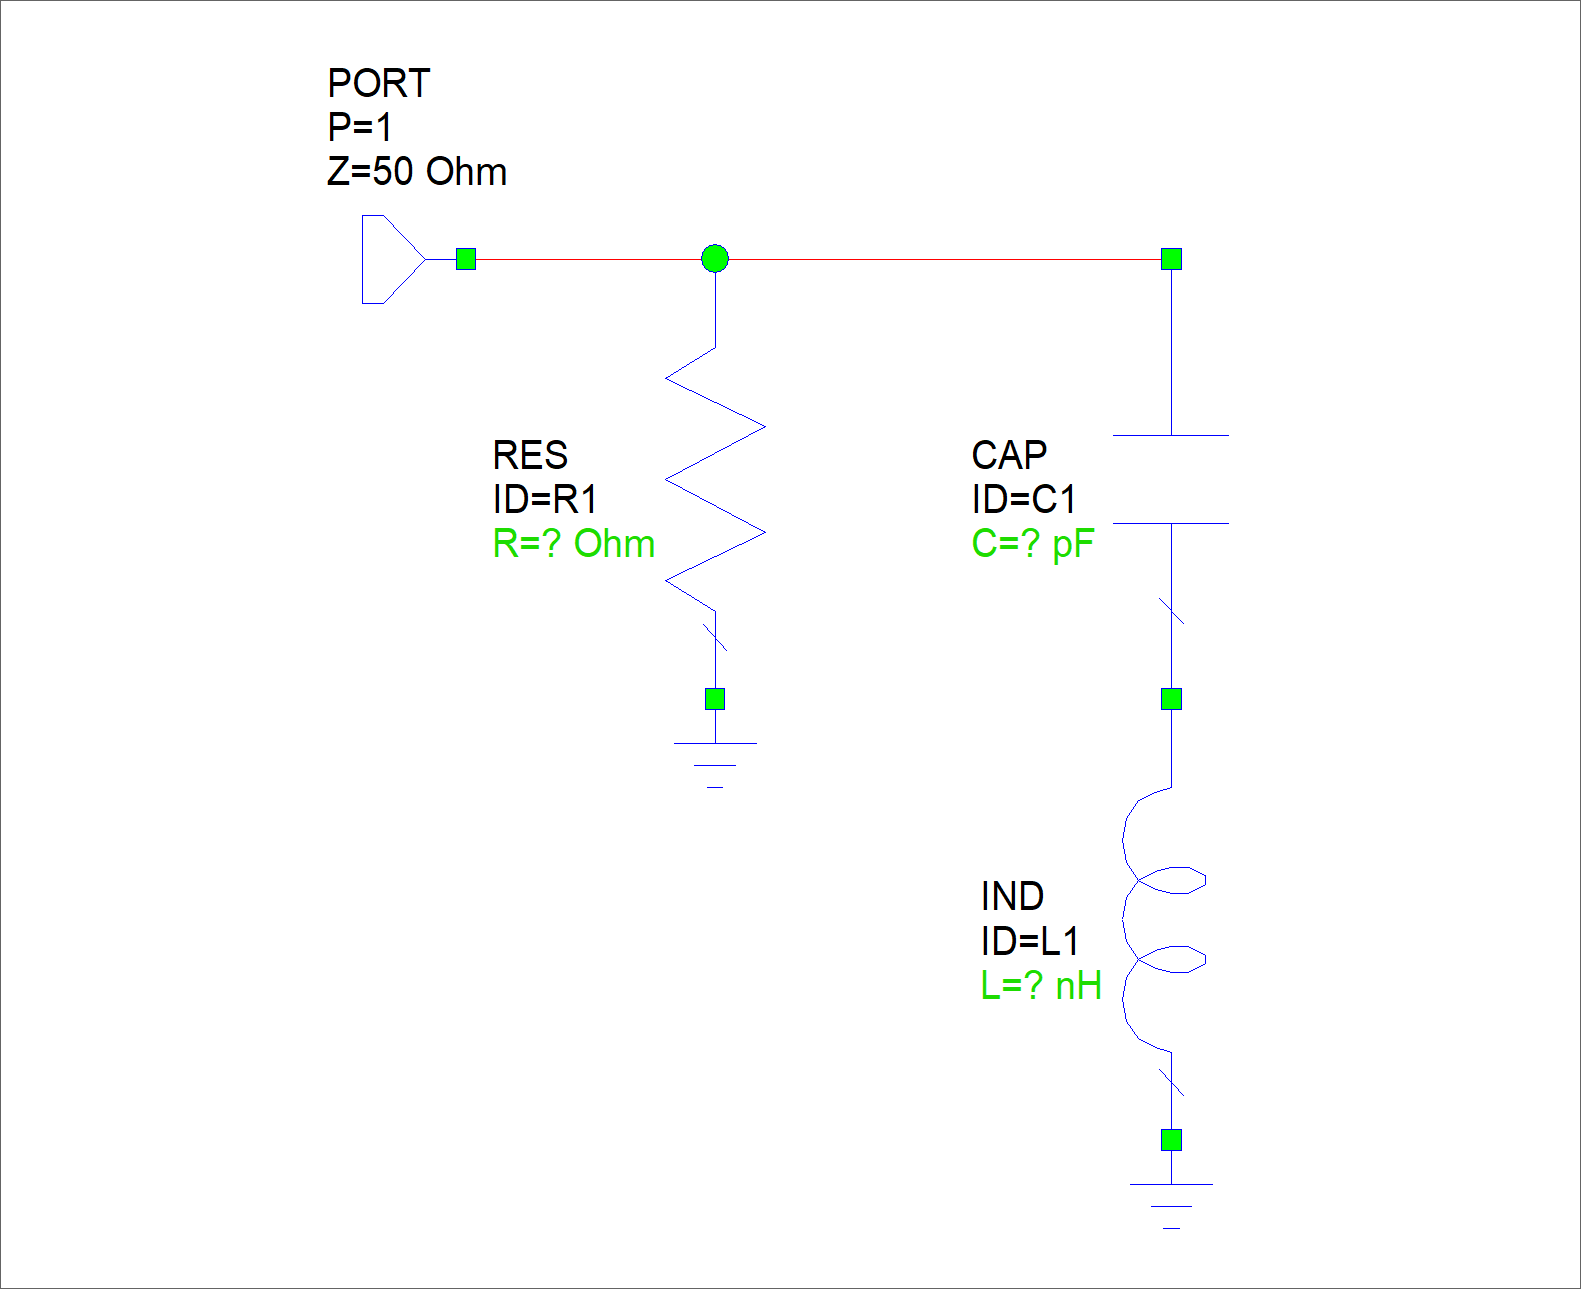 PORT
P=1
Z=50 Ohm
RES
ID=R1
R=? Ohm
CAP
ID=C1
C=? pF
IND
ID=L1
L=? nH